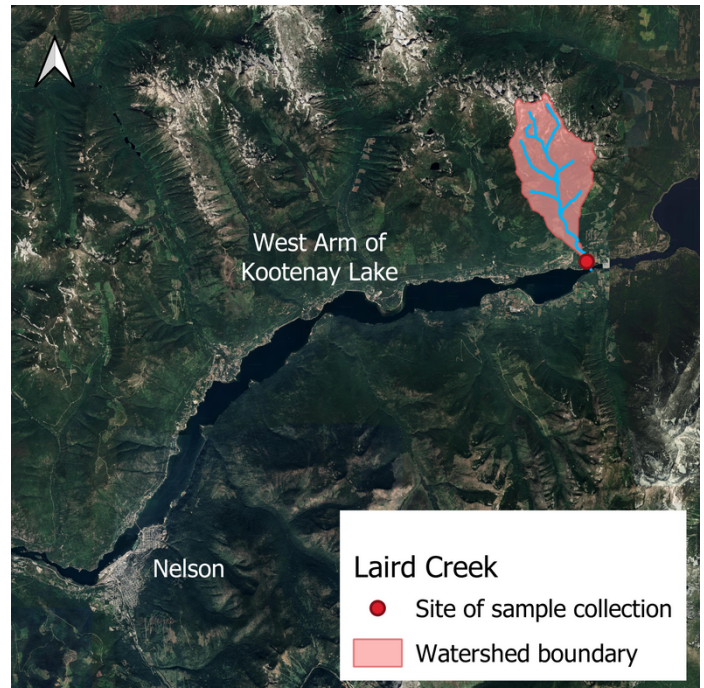 West Arm of
Kootenay Lake
Nelson
Laird Creek
Site of sample collection
Watershed boundary